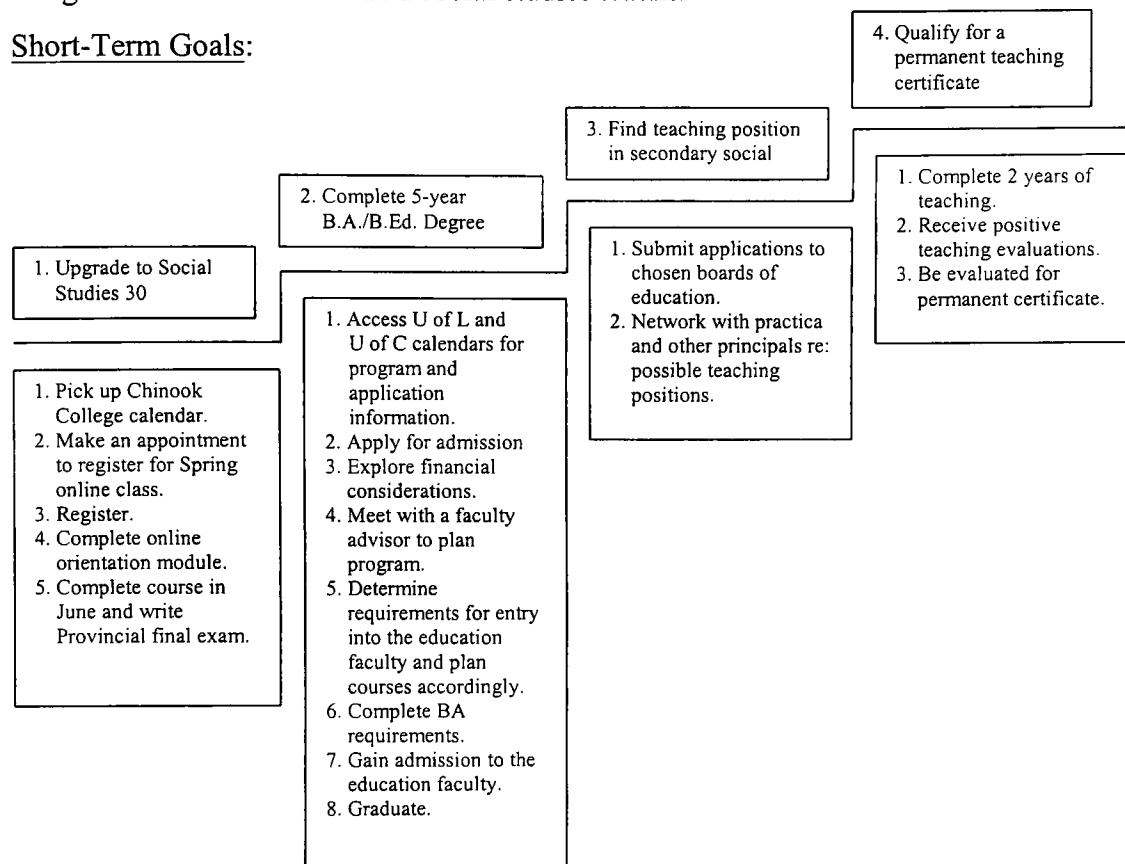 Short-Term Goals:
4. Qualify for a
permanent teaching
certificate
3. Find teaching position
in secondary social
2. Complete 5-year
B.A./B.Ed. Degree
1. Upgrade to Social
Studies 30
1. Pick up Chinook
College calendar.
2. Make an appointment
to register for Spring
online class.
3. Register.
4. Complete online
orientation module.
5. Complete course in
June and write
Provincial final exam.
1. Access U of L and
U of C calendars for
program and
application
information.
2. Apply for admission
3. Explore financial
considerations.
4. Meet with a faculty
advisor to plan
program.
5. Determine
requirements for entry
into the education
faculty and plan
courses accordingly.
6. Complete BA
requirements.
7. Gain admission to the
education faculty.
8. Graduate.
1. Submit applications to
chosen boards of
education.
2. Network with practica
and other principals re:
possible teaching
positions.
1. Complete 2 years of
teaching.
2. Receive positive
teaching evaluations.
3. Be evaluated for
permanent certificate.